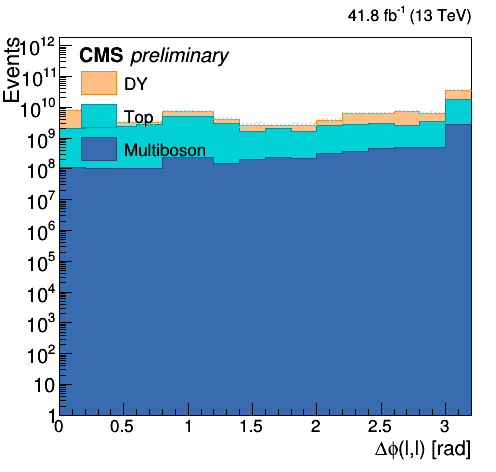 41.8 fb⁻¹ (13 TeV)
Events
CMS preliminary
DY
Top
Multiboson
10¹²
10¹¹
10¹⁰
10⁹
10⁸
10⁷
10⁶
10⁵
10⁴
10³
10²
10
1
0 0.5 1 1.5 2 2.5 3
Δϕ(l,l) [rad]